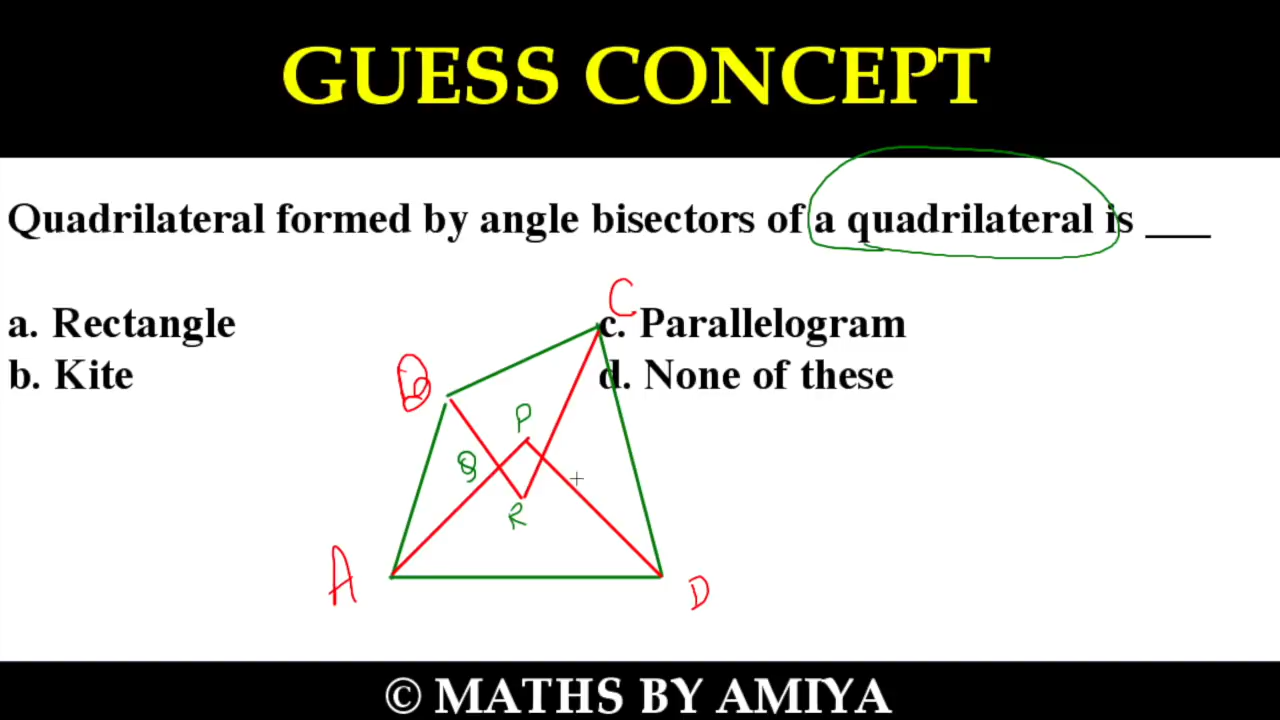 GUESS CONCEPT
Quadrilateral formed by angle bisectors of a quadrilateral is ___
a. Rectangle
c. Parallelogram
b. Kite
d. None of these
C
B
P
Q
R
A
D
© MATHS BY AMIYA